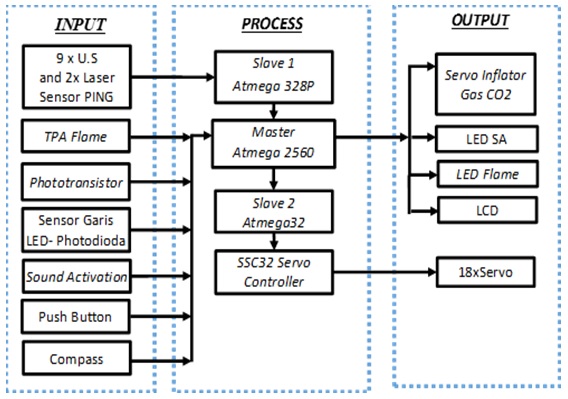 INPUT
9 x U.S
and 2x Laser
Sensor PING
TPA Flame
Phototransistor
Sensor Garis
LED- Photodioda
Sound Activation
Push Button
Compass
PROCESS
Slave 1
Atmega 328P
Master
Atmega 2560
Slave 2
Atmega32
SSC32 Servo
Controller
OUTPUT
Servo Inflator
Gas CO2
LED SA
LED Flame
LCD
18xServo